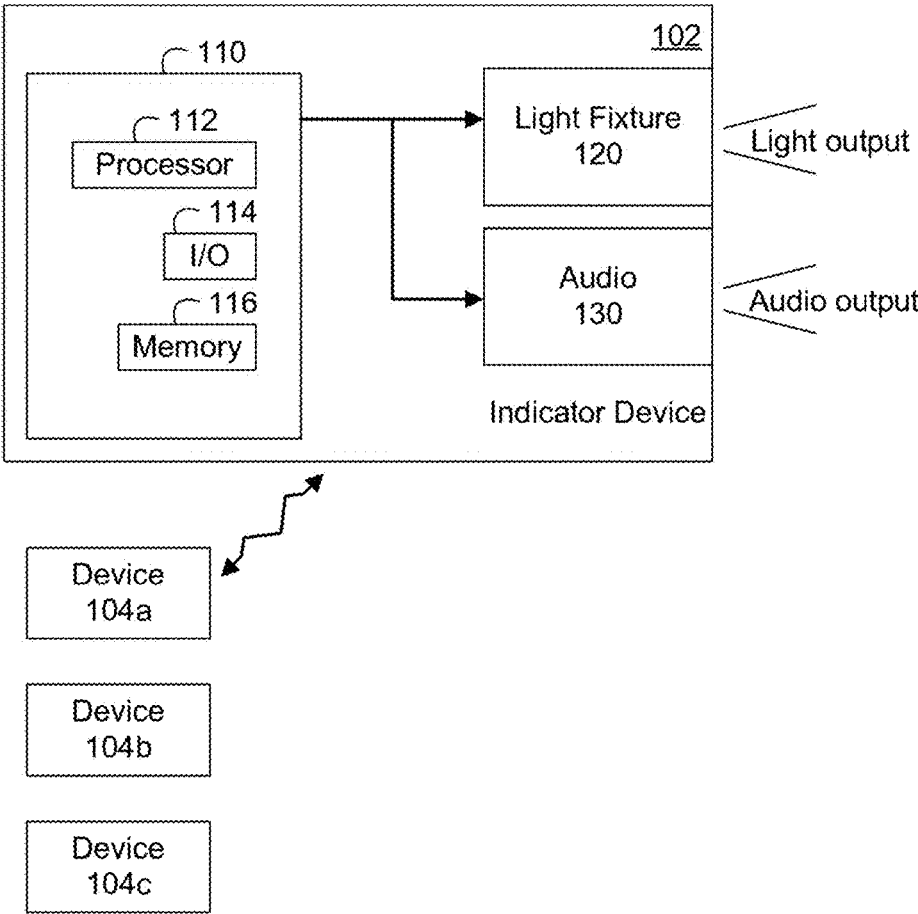 102
110
112
Processor
114
I/O
116
Memory
Light Fixture
120
Light output
Audio
130
Audio output
Indicator Device
Device
104a
Device
104b
Device
104c